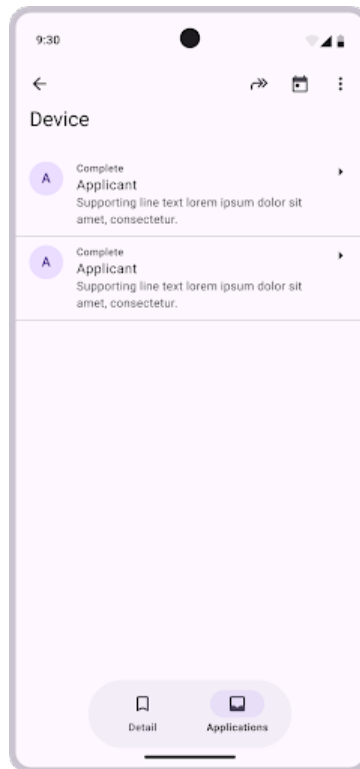 9:30
Device
A
Complete
Applicant
Supporting line text lorem ipsum dolor sit
amet, consectetur.
A
Complete
Applicant
Supporting line text lorem ipsum dolor sit
amet, consectetur.
Detail
Applications